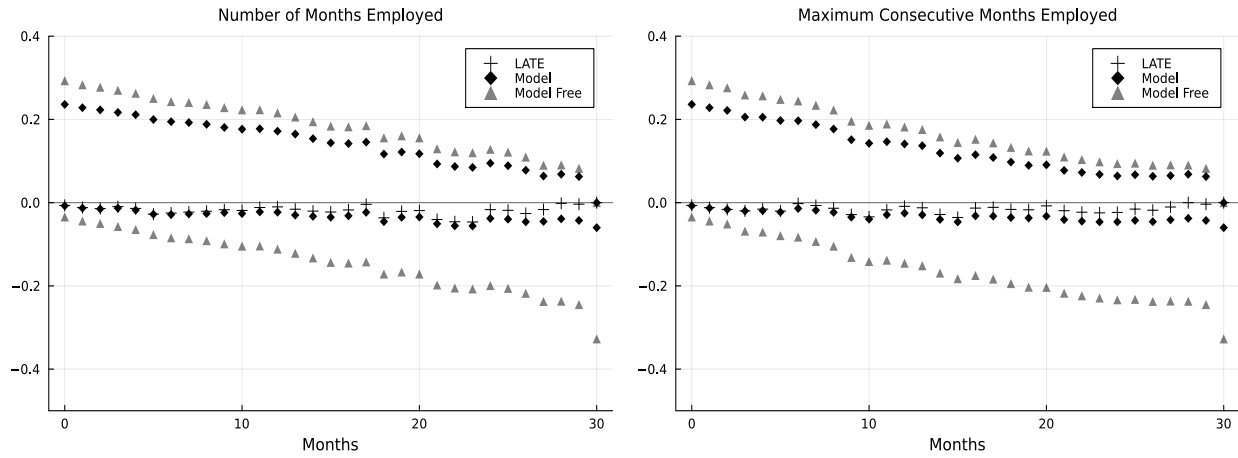 Number of Months Employed
0.4
0.2
0.0
−0.2
−0.4
LATE
Model
Model Free
0
10
20
30
Months
Maximum Consecutive Months Employed
0.4
0.2
0.0
−0.2
−0.4
LATE
Model
Model Free
0
10
20
30
Months